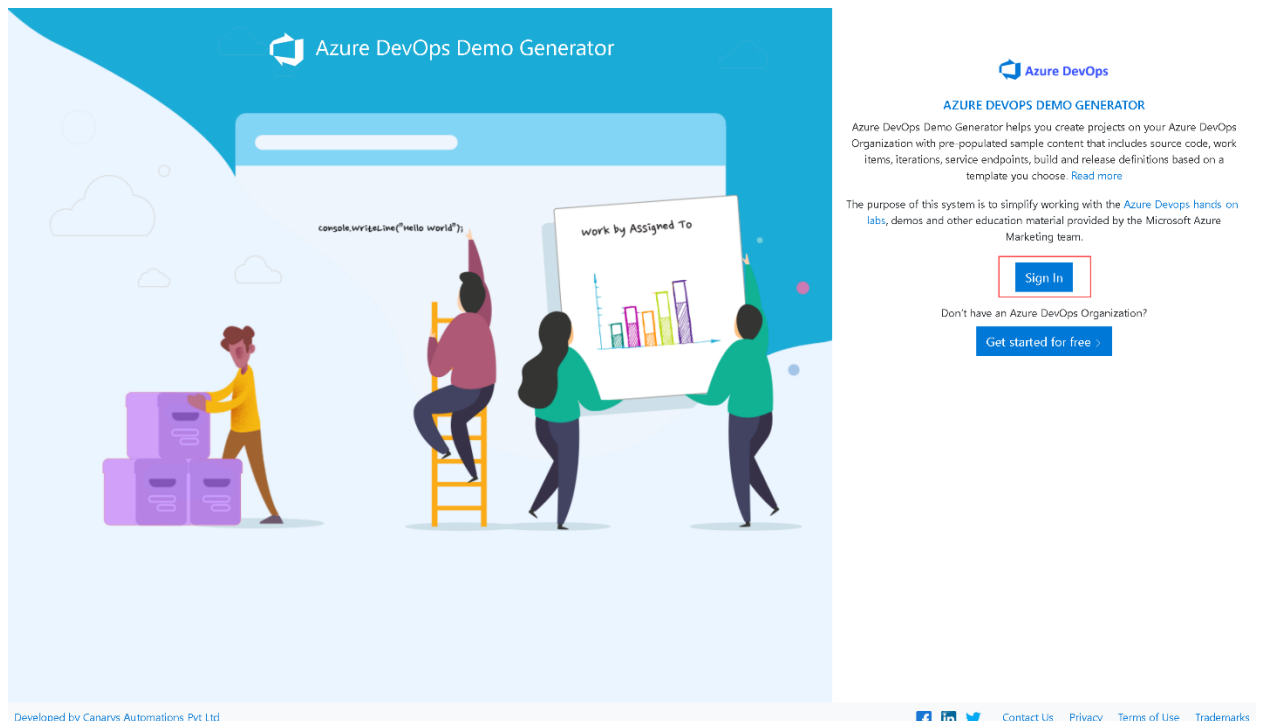 Azure DevOps Demo Generator
console.writeLine("Hello World");
Work by Assigned To
Azure DevOps
AZURE DEVOPS DEMO GENERATOR
Azure DevOps Demo Generator helps you create projects on your Azure DevOps
Organization with pre-populated sample content that includes source code, work
items, iterations, service endpoints, build and release definitions based on a
template you choose. Read more
The purpose of this system is to simplify working with the Azure Devops hands on
labs, demos and other education material provided by the Microsoft Azure
Marketing team.
Sign In
Don't have an Azure DevOps Organization?
Get started for free >
Developed by Canarys Automations Pvt Ltd
Contact Us Privacy Terms of Use Trademarks